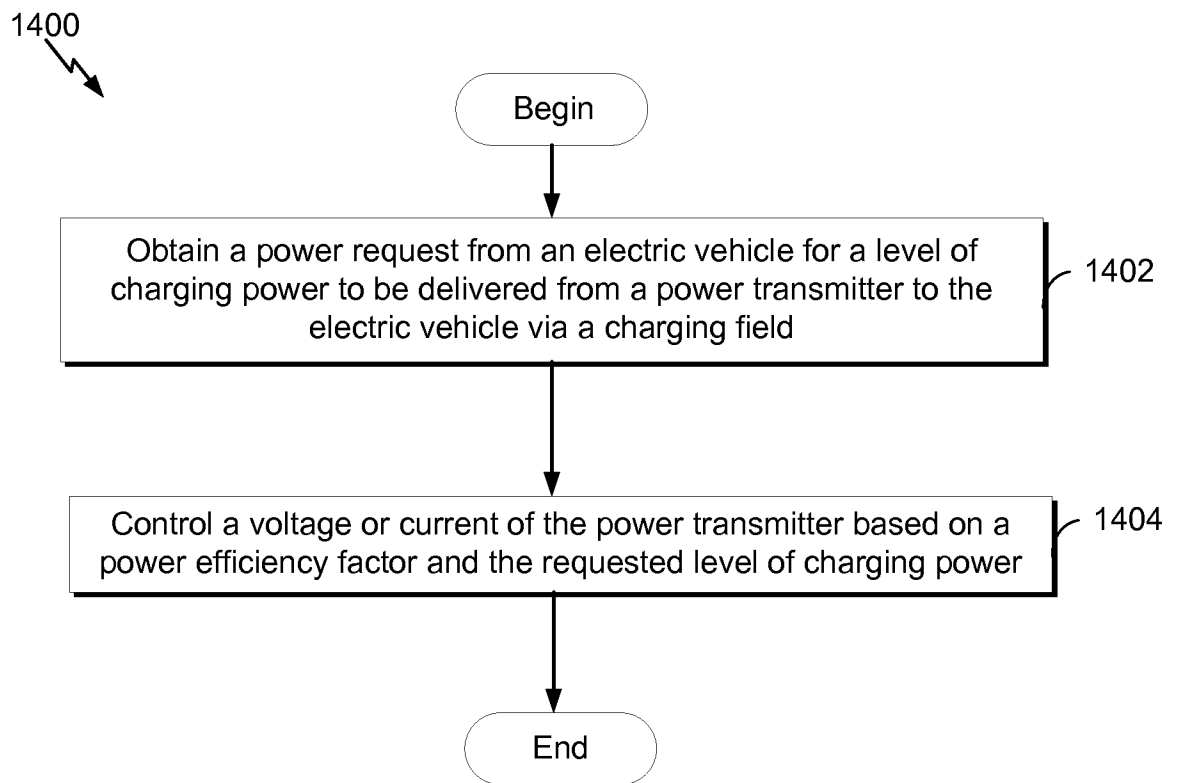 1400
Begin
Obtain a power request from an electric vehicle for a level of
charging power to be delivered from a power transmitter to the
electric vehicle via a charging field
1402
Control a voltage or current of the power transmitter based on a
power efficiency factor and the requested level of charging power
1404
End